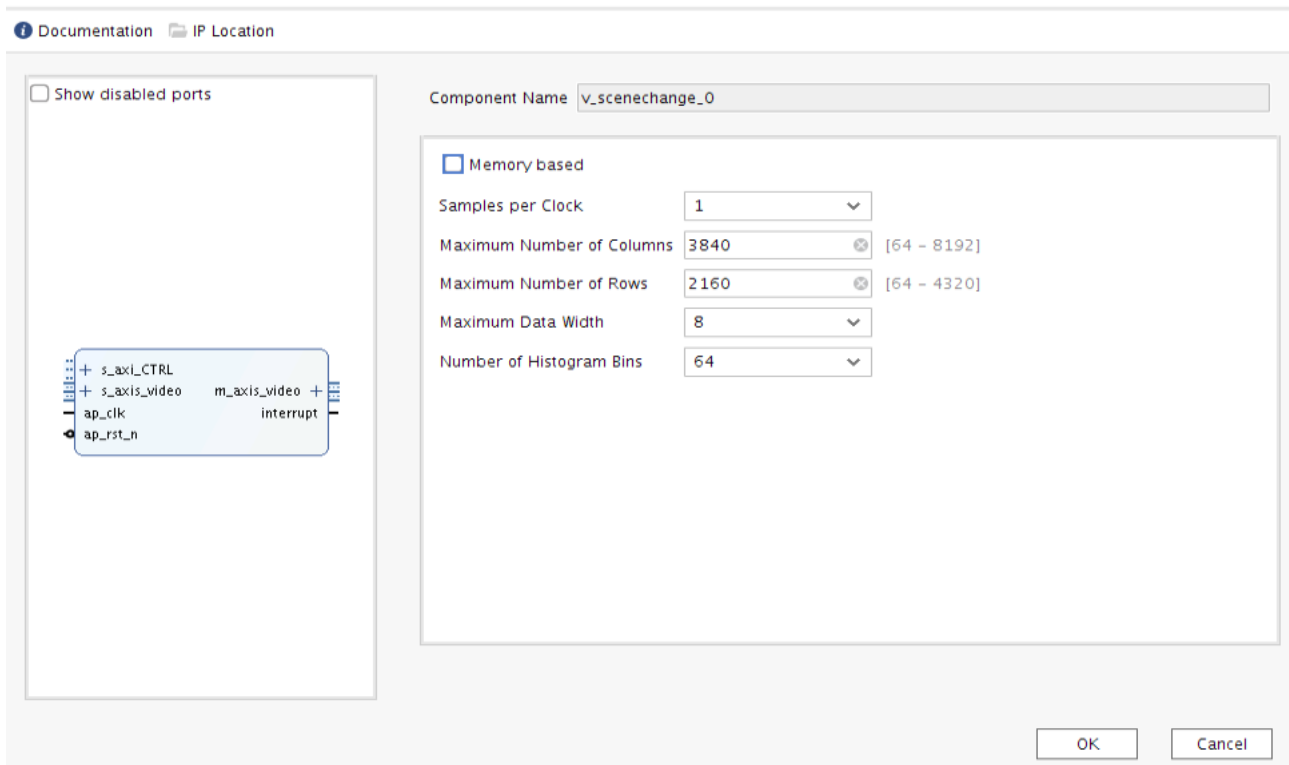 Documentation IP Location
Show disabled ports
Component Name v_scenechange_0
Memory based
Samples per Clock 1
Maximum Number of Columns 3840 [64 - 8192]
Maximum Number of Rows 2160 [64 - 4320]
Maximum Data Width 8
Number of Histogram Bins 64
s_axi_CTRL
s_axis_video m_axis_video
ap_clk interrupt
ap_rst_n
OK Cancel